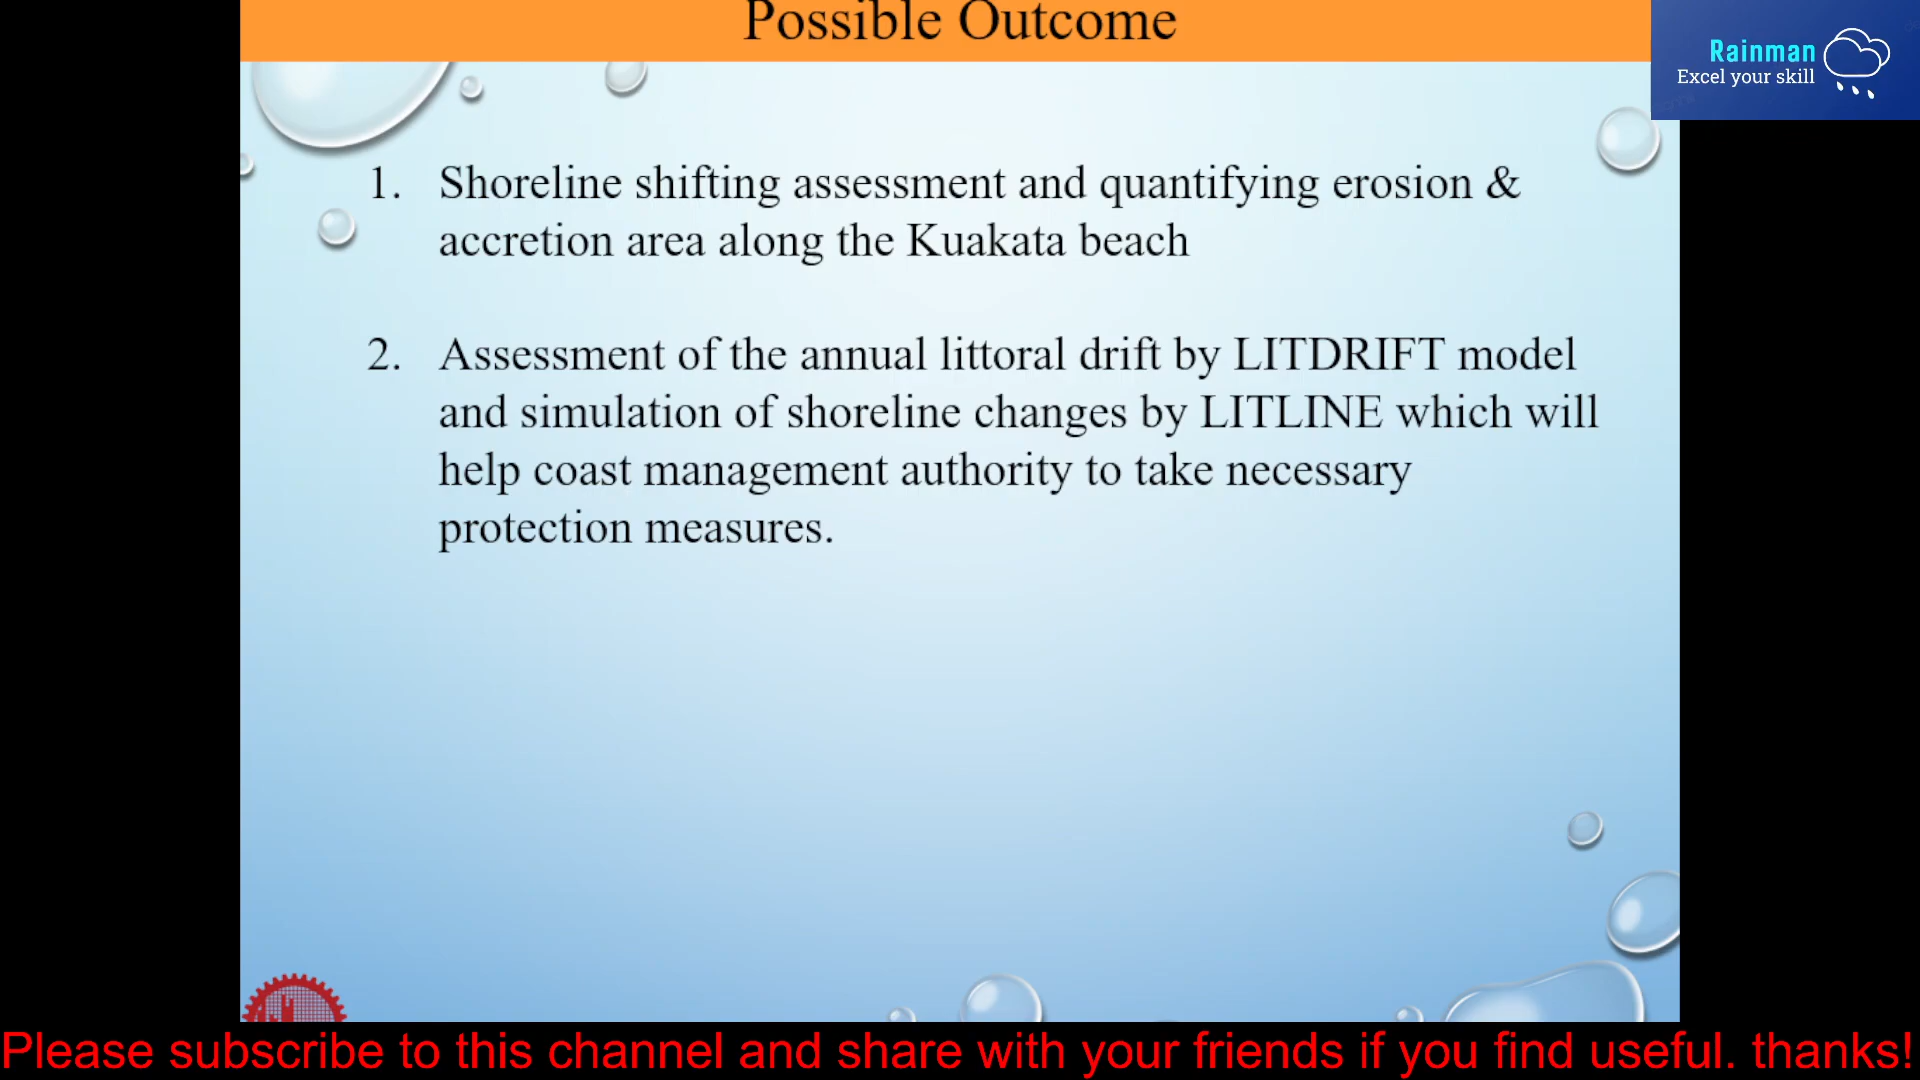 Possible Outcome
Rainman
Excel your skill
1. Shoreline shifting assessment and quantifying erosion &
accretion area along the Kuakata beach
2. Assessment of the annual littoral drift by LITDRIFT model
and simulation of shoreline changes by LITLINE which will
help coast management authority to take necessary
protection measures.
Please subscribe to this channel and share with your friends if you find useful. thanks!